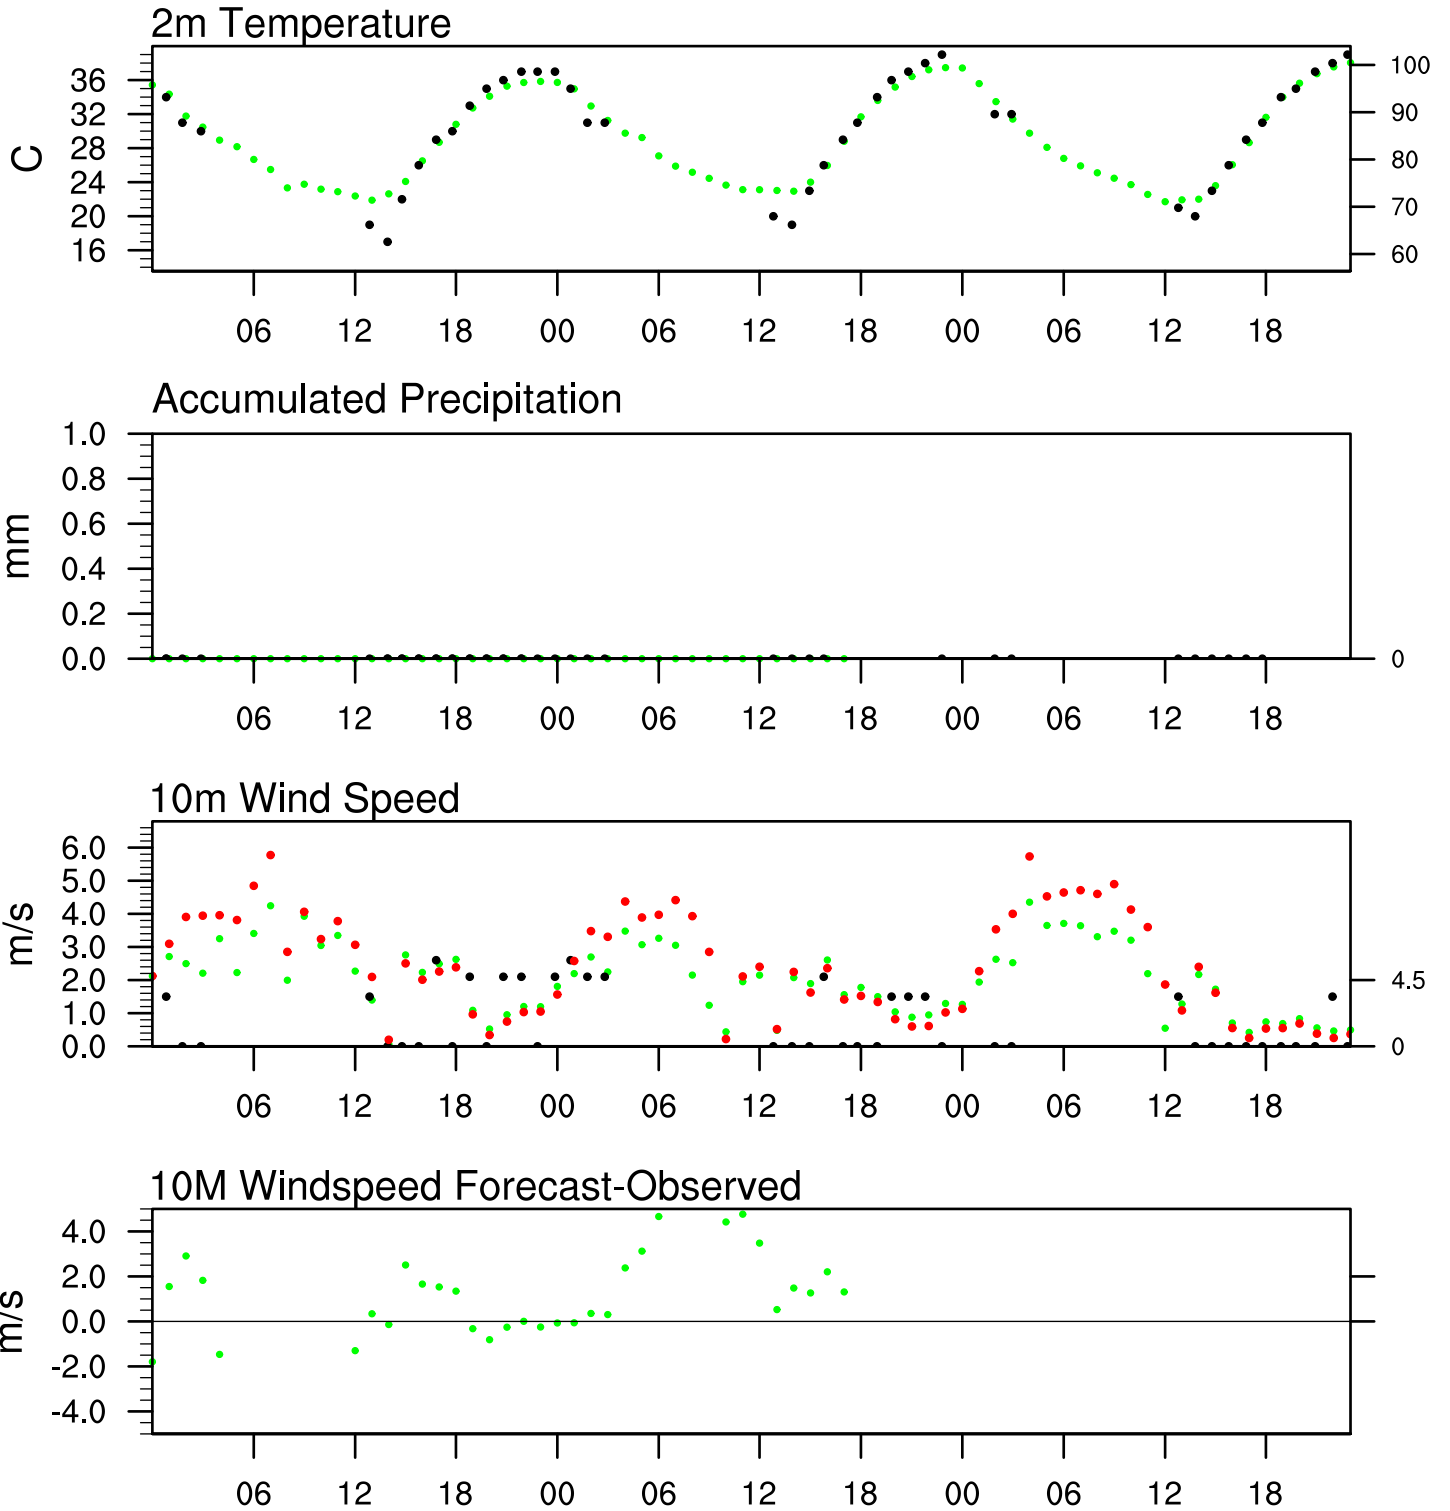 2m Temperature
C
36
32
28
24
20
16
100
90
80
70
60
06 12 18 00 06 12 18 00 06 12 18
Accumulated Precipitation
mm
1.0
0.8
0.6
0.4
0.2
0.0
0
06 12 18 00 06 12 18 00 06 12 18
10m Wind Speed
m/s
6.0
5.0
4.0
3.0
2.0
1.0
0.0
4.5
0
06 12 18 00 06 12 18 00 06 12 18
10M Windspeed Forecast-Observed
m/s
4.0
2.0
0.0
-2.0
-4.0
06 12 18 00 06 12 18 00 06 12 18